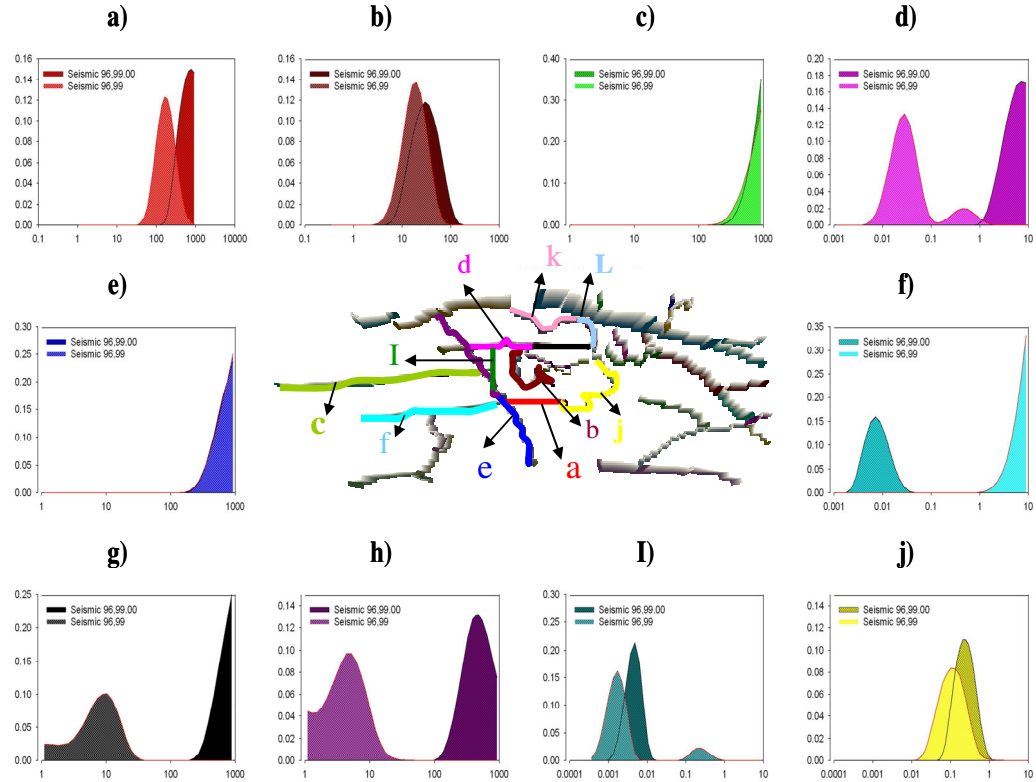 a) b) c) d)
0.16 0.14 0.12 0.10 0.08 0.06 0.04 0.02 0.00
Seismic 96,99.00
Seismic 96,99
0.1 1 10 100 1000 10000
0.16 0.14 0.12 0.10 0.08 0.06 0.04 0.02 0.00
Seismic 96,99.00
Seismic 96,99
0.1 1 10 100 1000
0.40 0.30 0.20 0.10 0.00
Seismic 96,99.00
Seismic 96,99
1 10 100 1000
0.20 0.18 0.16 0.14 0.12 0.10 0.08 0.06 0.04 0.02 0.00
Seismic 96,99.00
Seismic 96,99
0.001 0.01 0.1 1 10
e) f)
0.30 0.25 0.20 0.15 0.10 0.05 0.00
Seismic 96,99.00
Seismic 96,99
1 10 100 1000
d k L
I
c f e a b j
0.35 0.30 0.25 0.20 0.15 0.10 0.05 0.00
Seismic 96,99.00
Seismic 96,99
0.001 0.01 0.1 1 10
g) h) I) j)
0.25 0.20 0.15 0.10 0.05 0.00
Seismic 96,99.00
Seismic 96,99
1 10 100 1000
0.14 0.12 0.10 0.08 0.06 0.04 0.02 0.00
Seismic 96,99.00
Seismic 96,99
1 10 100 1000
0.30 0.25 0.20 0.15 0.10 0.05 0.00
Seismic 96,99.00
Seismic 96,99
0.0001 0.001 0.01 0.1 1 10
0.14 0.12 0.10 0.08 0.06 0.04 0.02 0.00
Seismic 96,99.00
Seismic 96,99
0.0001 0.001 0.01 0.1 1 10